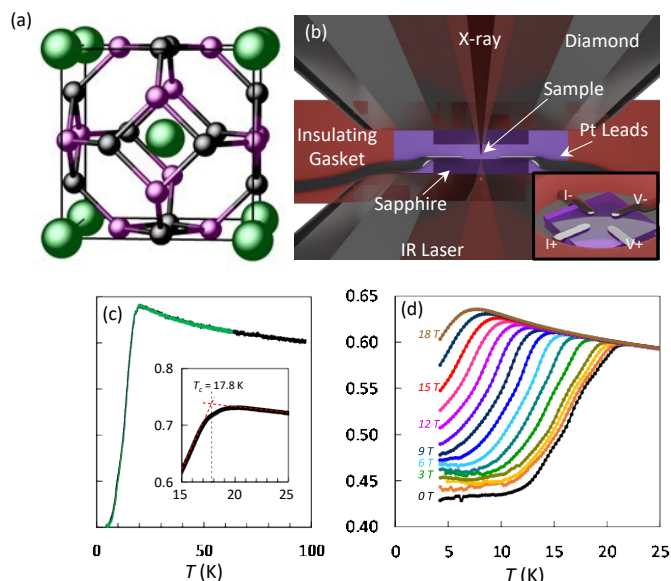 (a)
(b)
X-ray
Diamond
Sample
Insulating
Gasket
Pt Leads
Sapphire
IR Laser
I-
V-
I+
V+
(c)
Tc = 17.8 K
0.8
0.7
0.6
15
20
25
0
50
100
T (K)
(d)
0.65
0.60
0.55
0.50
0.45
0.40
18 T
15 T
12 T
9 T
6 T
3 T
0 T
0
5
10
15
20
25
T (K)